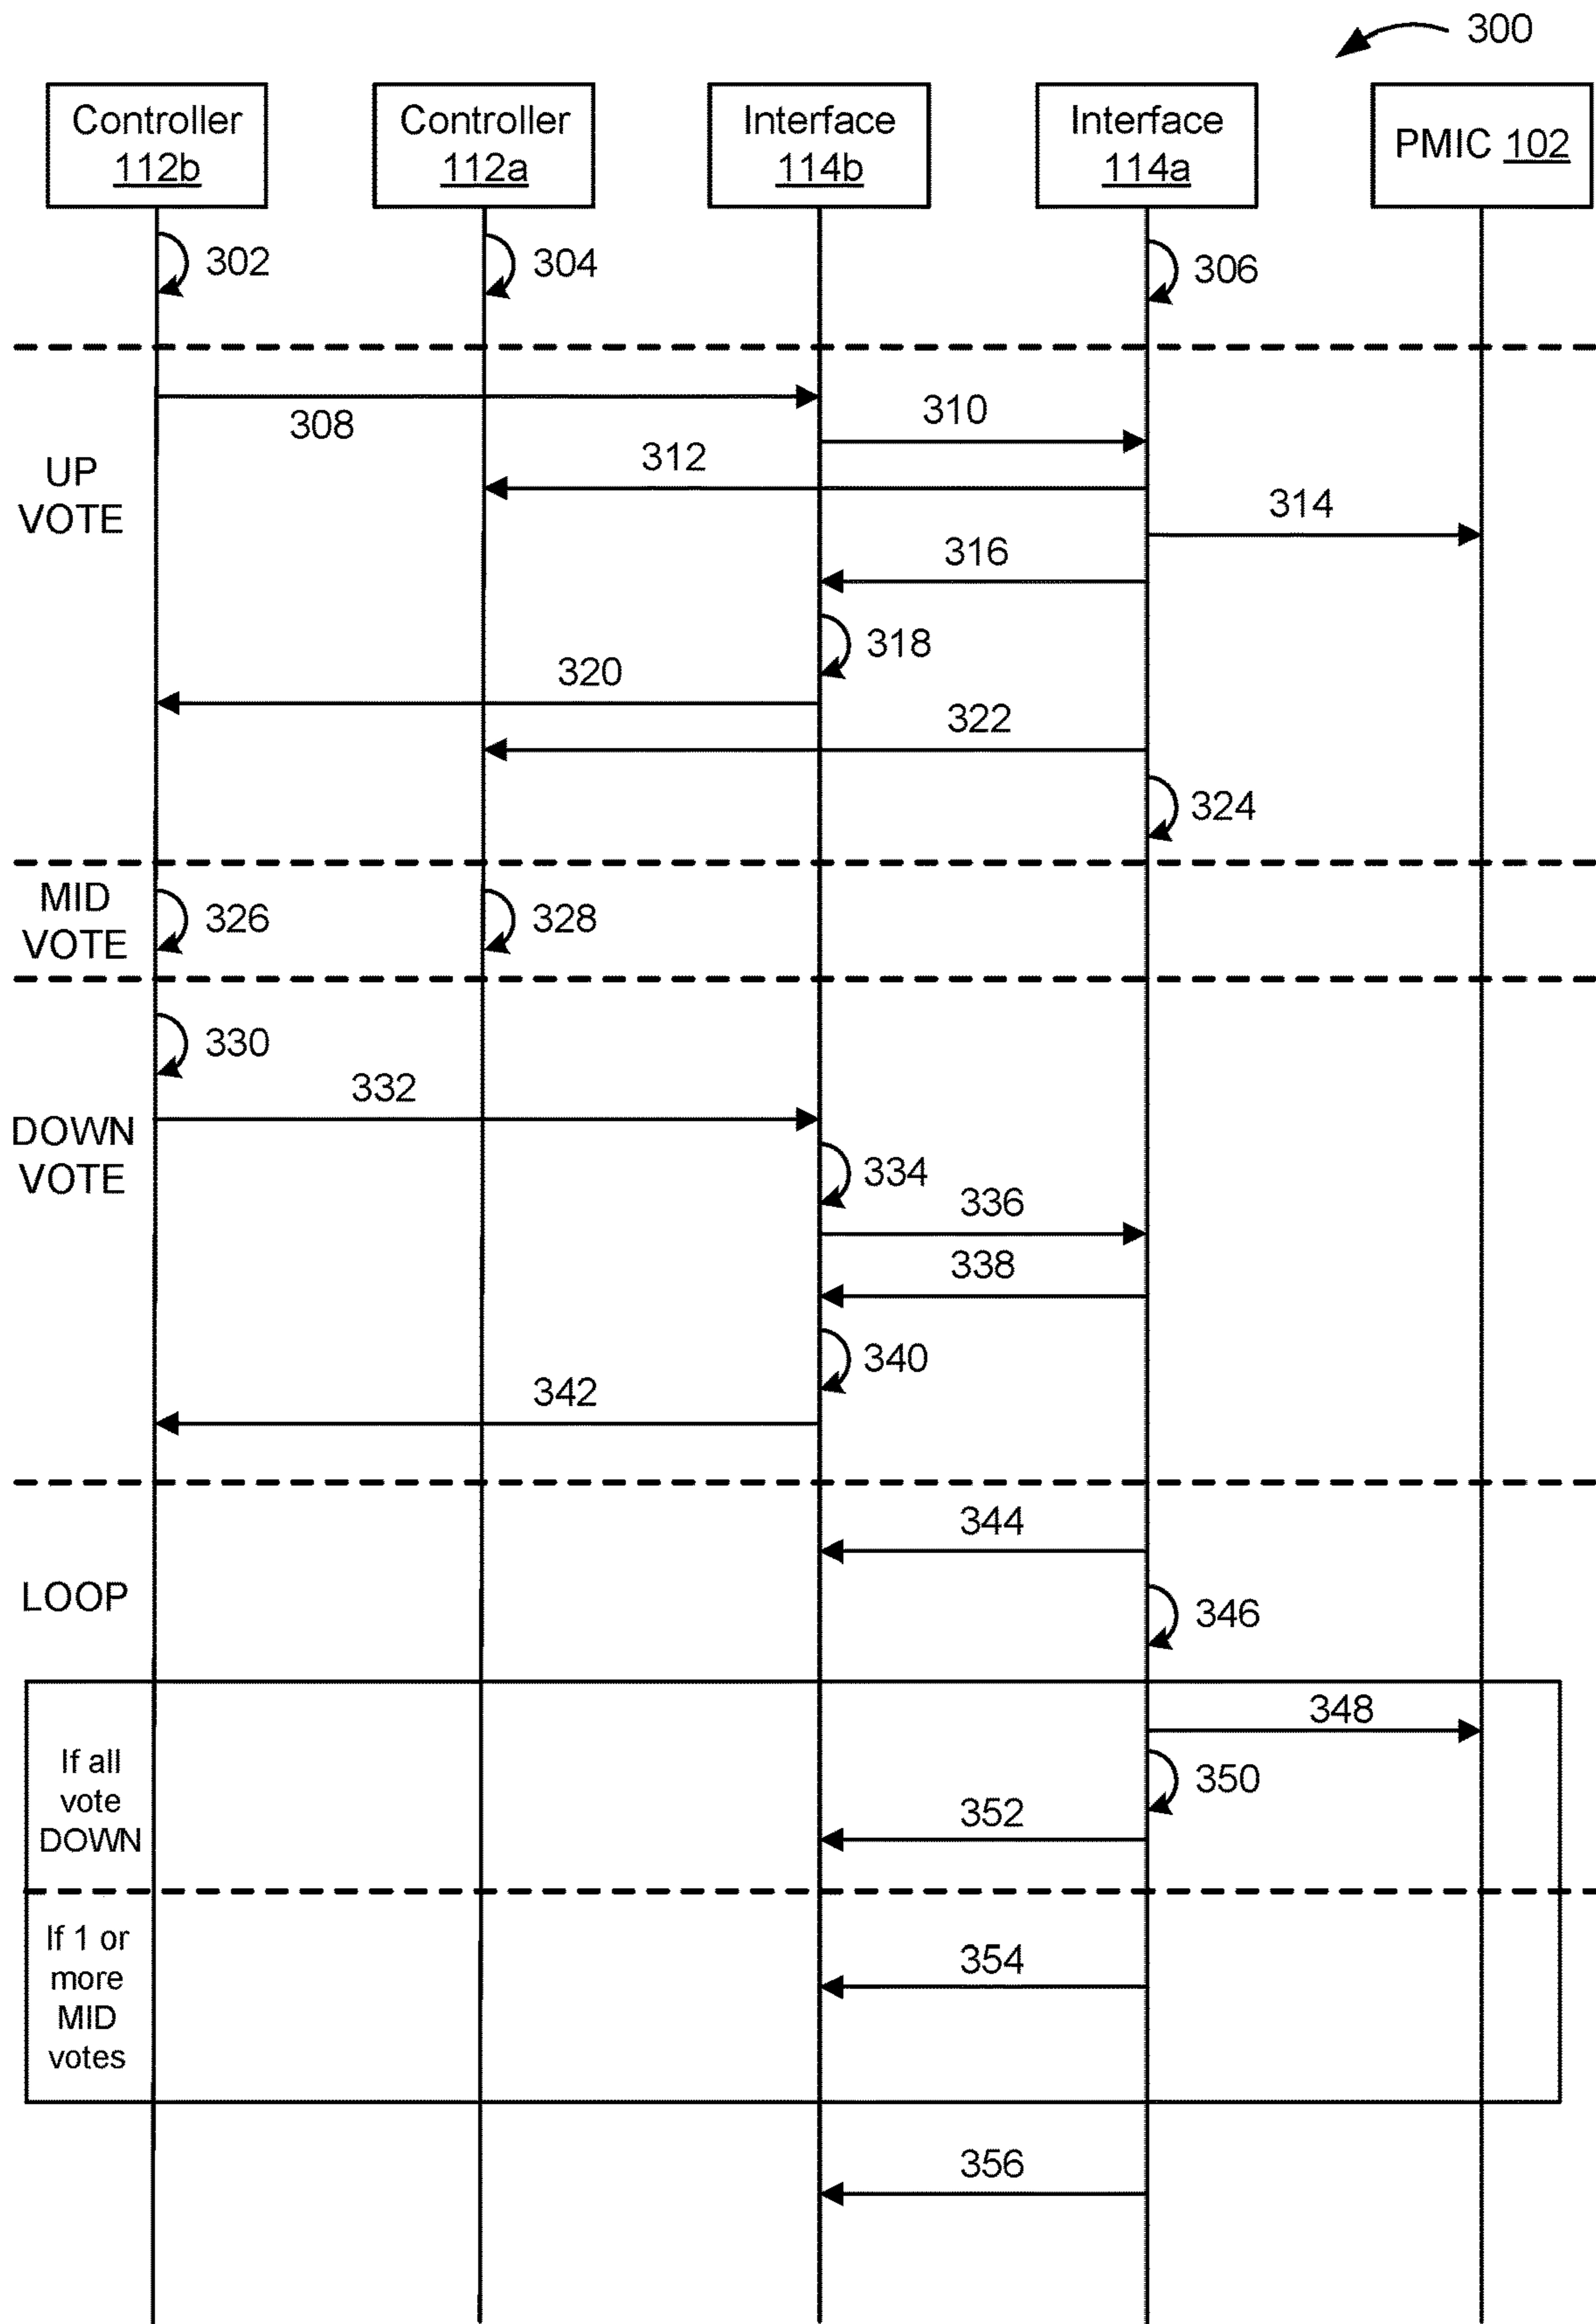 300
Controller
112b
Controller
112a
Interface
114b
Interface
114a
PMIC 102
302
304
306
308
310
UP
VOTE
312
314
316
318
320
322
324
MID
VOTE
326
328
330
332
DOWN
VOTE
334
336
338
340
342
344
LOOP
346
348
If all
vote
DOWN
350
352
If 1 or
more
MID
votes
354
356